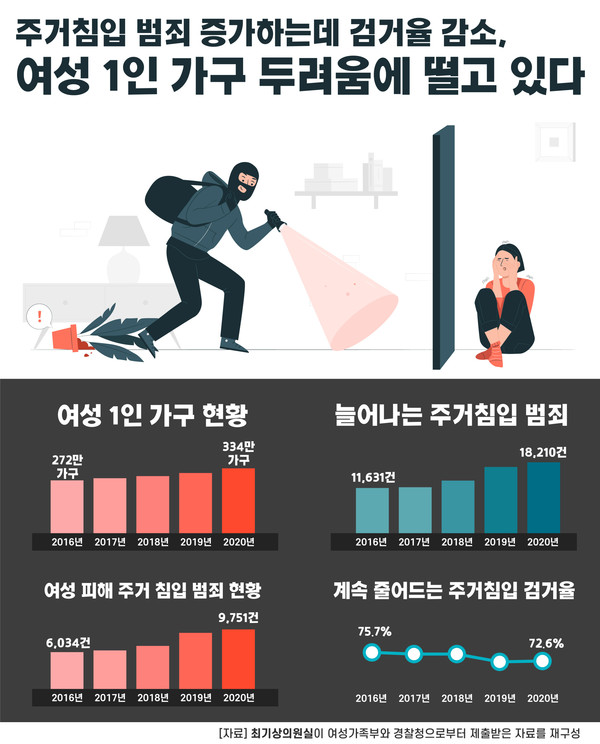 주거침입 범죄 증가하는데 검거율 감소,
여성 1인 가구 두려움에 떨고 있다
!
여성 1인 가구 현황
272만
가구
334만
가구
2016년 2017년 2018년 2019년 2020년
늘어나는 주거침입 범죄
11,631건
18,210건
2016년 2017년 2018년 2019년 2020년
여성 피해 주거 침입 범죄 현황
6,034건
9,751건
2016년 2017년 2018년 2019년 2020년
계속 줄어드는 주거침입 검거율
75.7%
72.6%
2016년 2017년 2018년 2019년 2020년
[자료] 최기상의원실이 여성가족부와 경찰청으로부터 제출받은 자료를 재구성